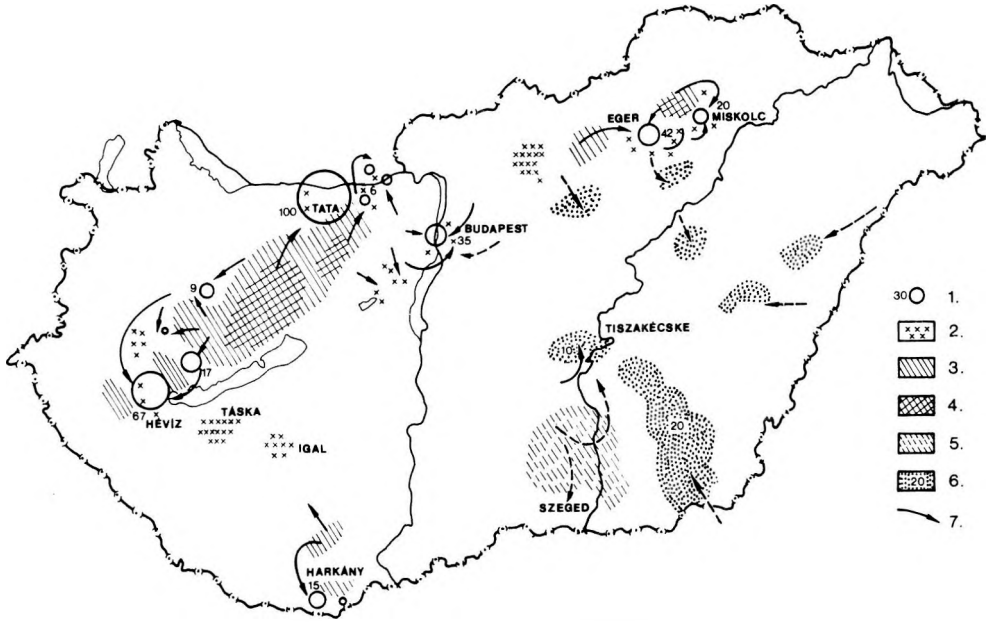 EGER
20
MISKOLC
42
6
TATA
100
BUDAPEST
35
9
30
1.
2.
3.
TISZAKÉCSKE
10
17
4.
67
HÉVÍZ
TÁSKA
IGAL
5.
20
20
6.
SZEGED
7.
HARKÁNY
15